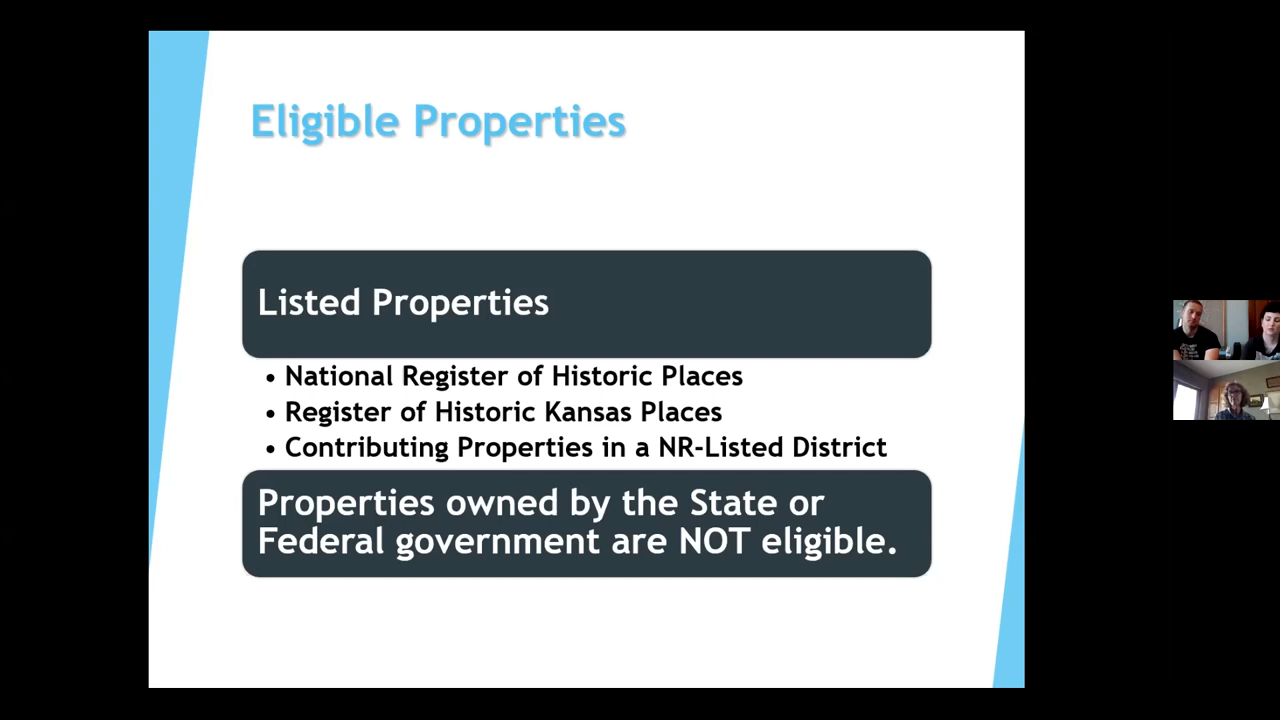 Eligible Properties
Listed Properties
• National Register of Historic Places
• Register of Historic Kansas Places
• Contributing Properties in a NR-Listed District
Properties owned by the State or
Federal government are NOT eligible.